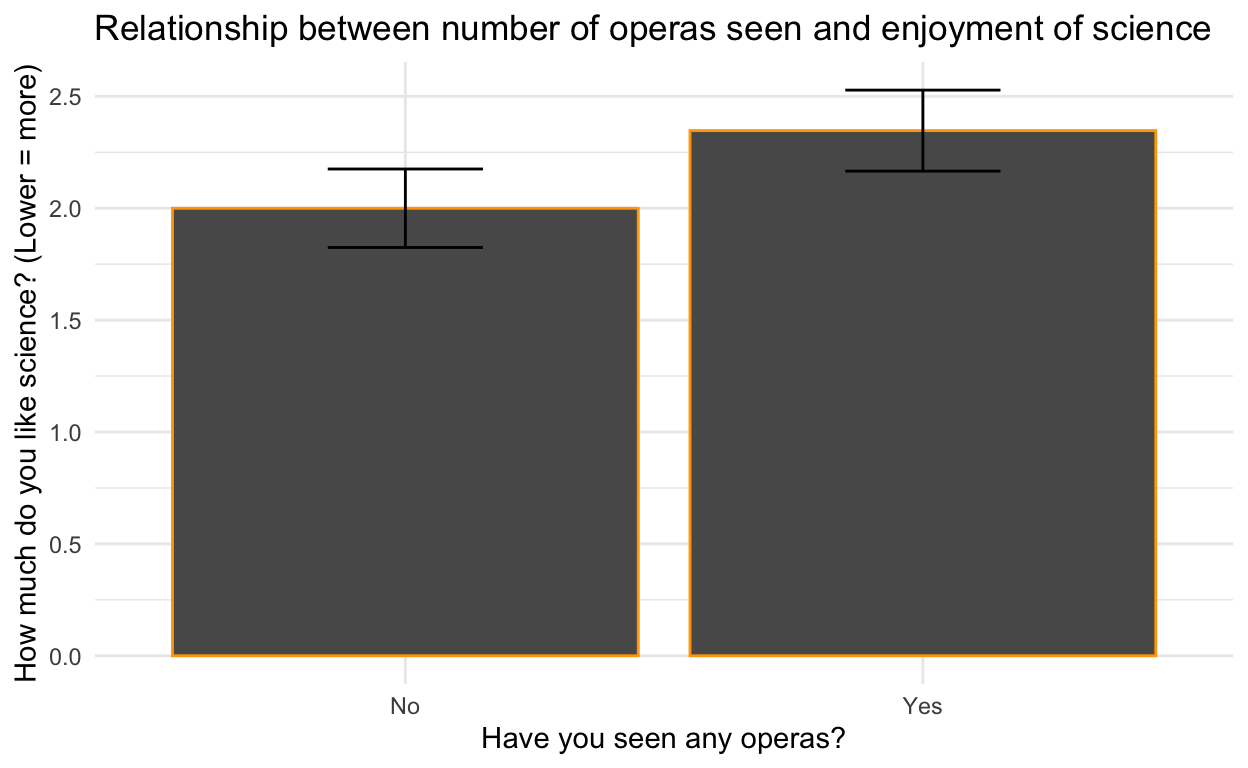 Relationship between number of operas seen and enjoyment of science
How much do you like science? (Lower = more)
2.5
2.0
1.5
1.0
0.5
0.0
No
Yes
Have you seen any operas?